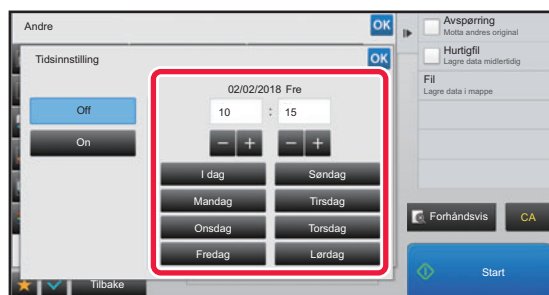 Andre
OK
Tidsinnstilling
OK
02/02/2018 Fre
Off
10 : 15
On
I dag
Søndag
Mandag
Tirsdag
Onsdag
Torsdag
Fredag
Lørdag
Tilbake
Avspørring
Motta andres original
Hurtigfil
Lagre data midlertidig
Fil
Lagre data i mappe
Forhåndsvis
CA
Start